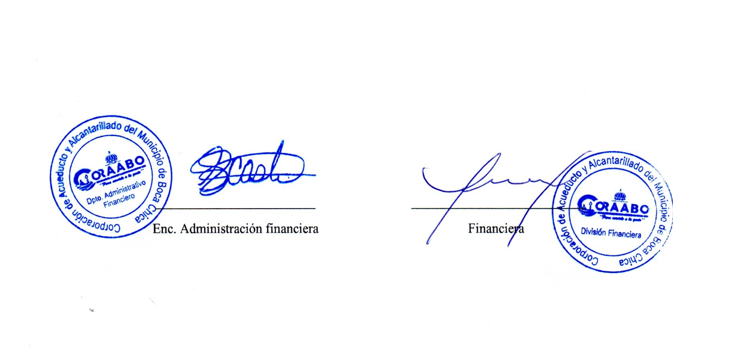 Corporación de Acueducto y Alcantarillado del Municipio de Boca Chica
CORAABO
Dpto. Administrativo
Financiero
Enc. Administración financiera
Corporación de Acueducto y Alcantarillado del Municipio de Boca Chica
CORAABO
División Financiera
Financiera